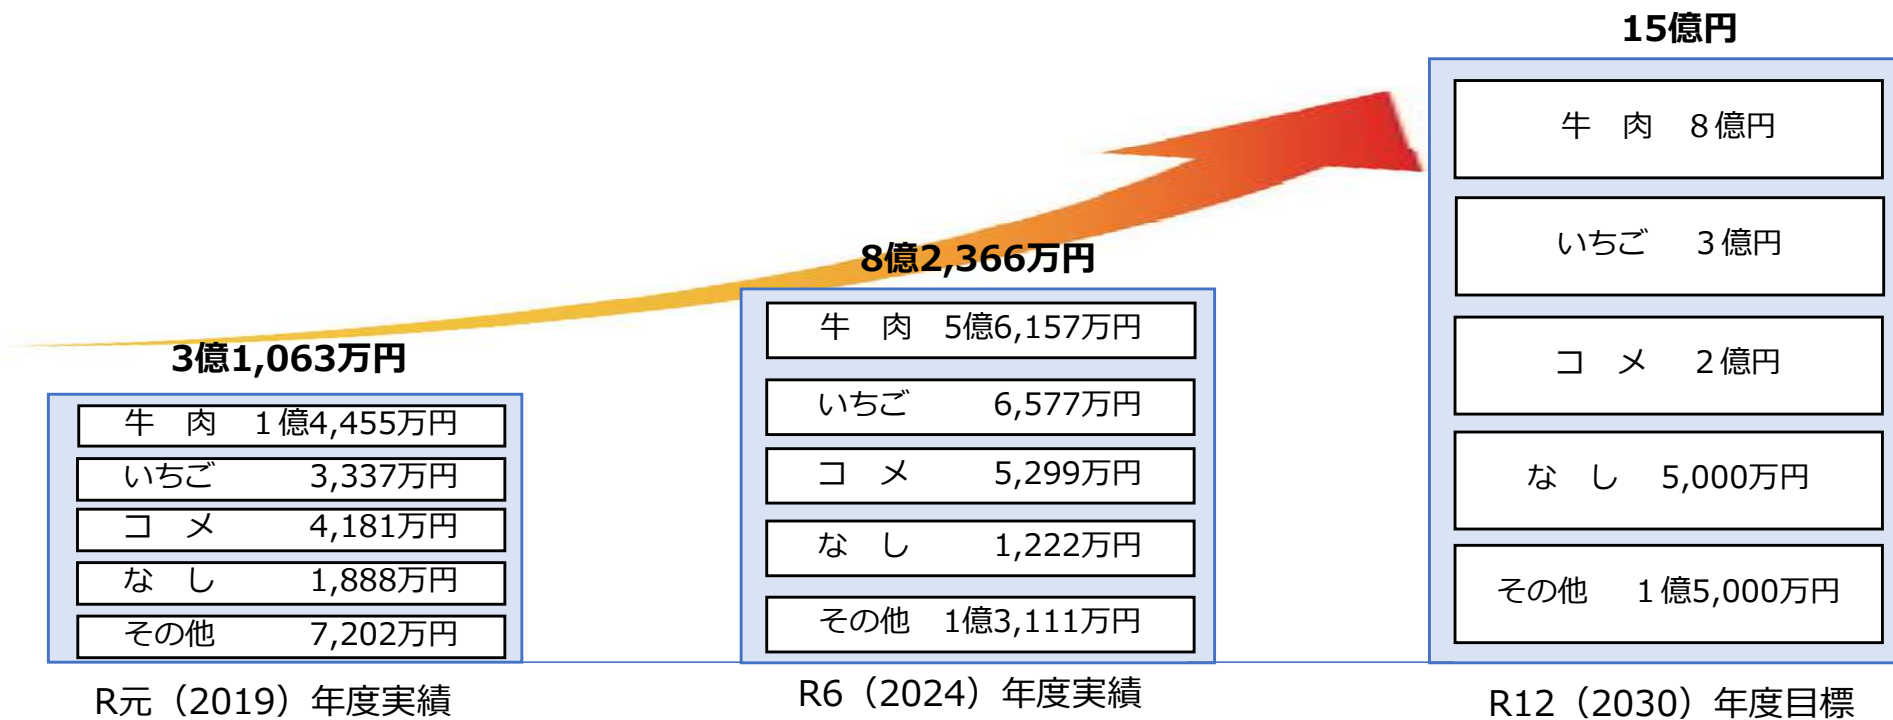 3億1,063万円
牛　肉　１億4,455万円
いちご　3,337万円
コ　メ　4,181万円
な　し　1,888万円
その他　7,202万円
R元（2019）年度実績
8億2,366万円
牛　肉　5億6,157万円
いちご　6,577万円
コ　メ　5,299万円
な　し　1,222万円
その他　1億3,111万円
R6（2024）年度実績
15億円
牛　肉　８億円
いちご　３億円
コ　メ　２億円
な　し　5,000万円
その他　１億5,000万円
R12（2030）年度目標